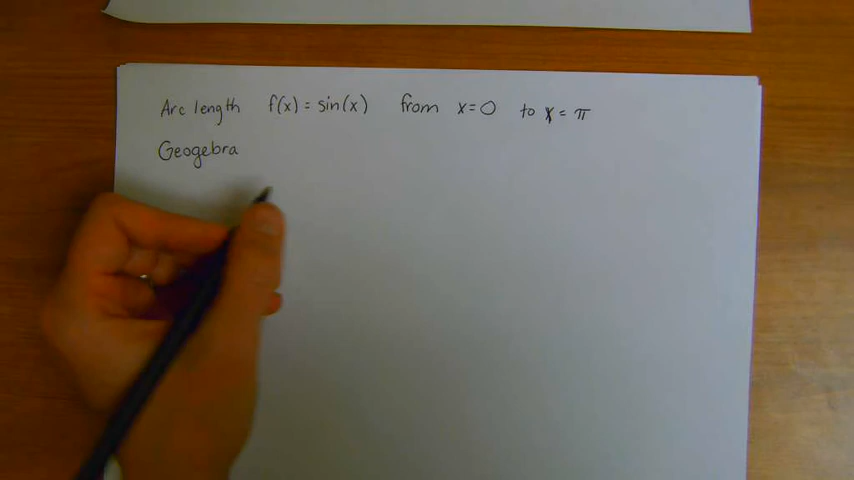 Arc length f(x) = sin(x) from x=0 to x = π
Geogebra